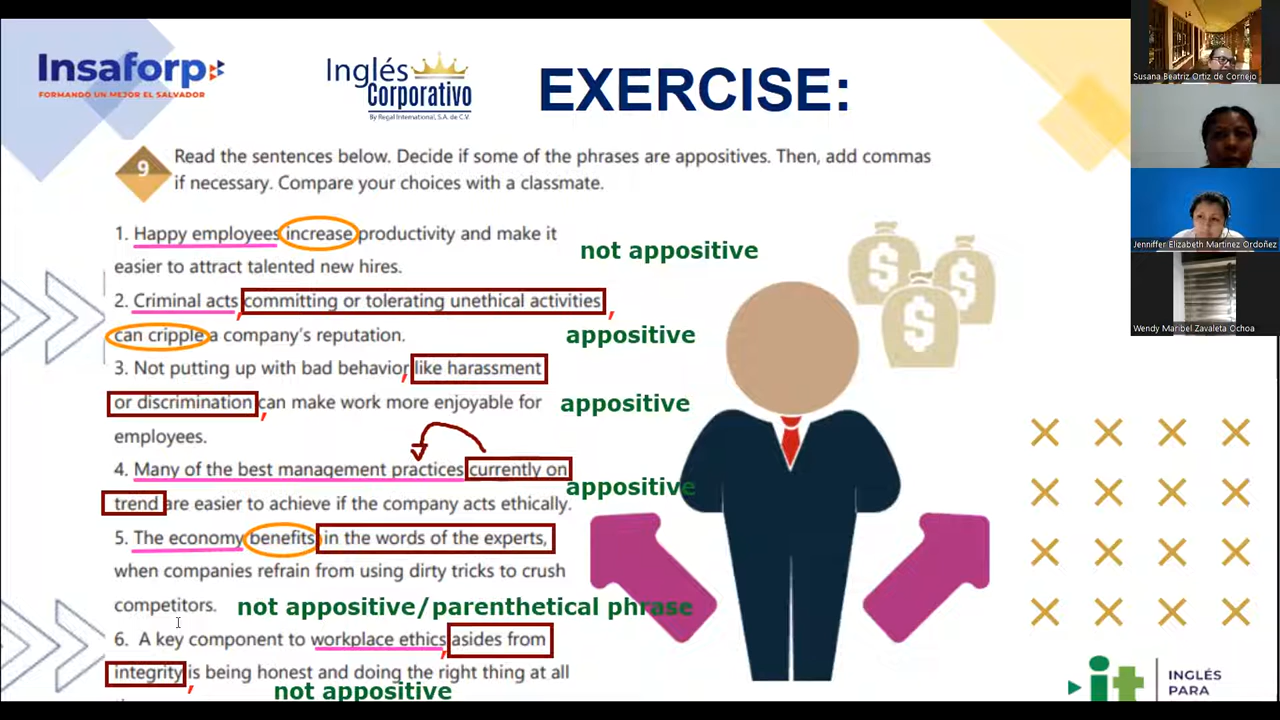 Insaforp
FORMANDO UN MEJOR EL SALVADOR
Inglés
Corporativo
By Regal International, S.A. de C.V.
EXERCISE:
9
Read the sentences below. Decide if some of the phrases are appositives. Then, add commas
if necessary. Compare your choices with a classmate.
1. Happy employees increase productivity and make it
easier to attract talented new hires.
not appositive
2. Criminal acts, committing or tolerating unethical activities,
can cripple a company's reputation.
appositive
3. Not putting up with bad behavior, like harassment
or discrimination, can make work more enjoyable for
employees.
appositive
4. Many of the best management practices currently on
trend are easier to achieve if the company acts ethically.
appositive
5. The economy benefits in the words of the experts,
when companies refrain from using dirty tricks to crush
competitors.
not appositive/parenthetical phrase
6. A key component to workplace ethics, asides from
integrity, is being honest and doing the right thing at all
not appositive
$
$
$
it
INGLÉS
PARA
Susana Beatriz Ortiz de Cornejo
Jenniffer Elizabeth Martinez Ordoñez
Wendy Maribel Zavaleta Ochoa